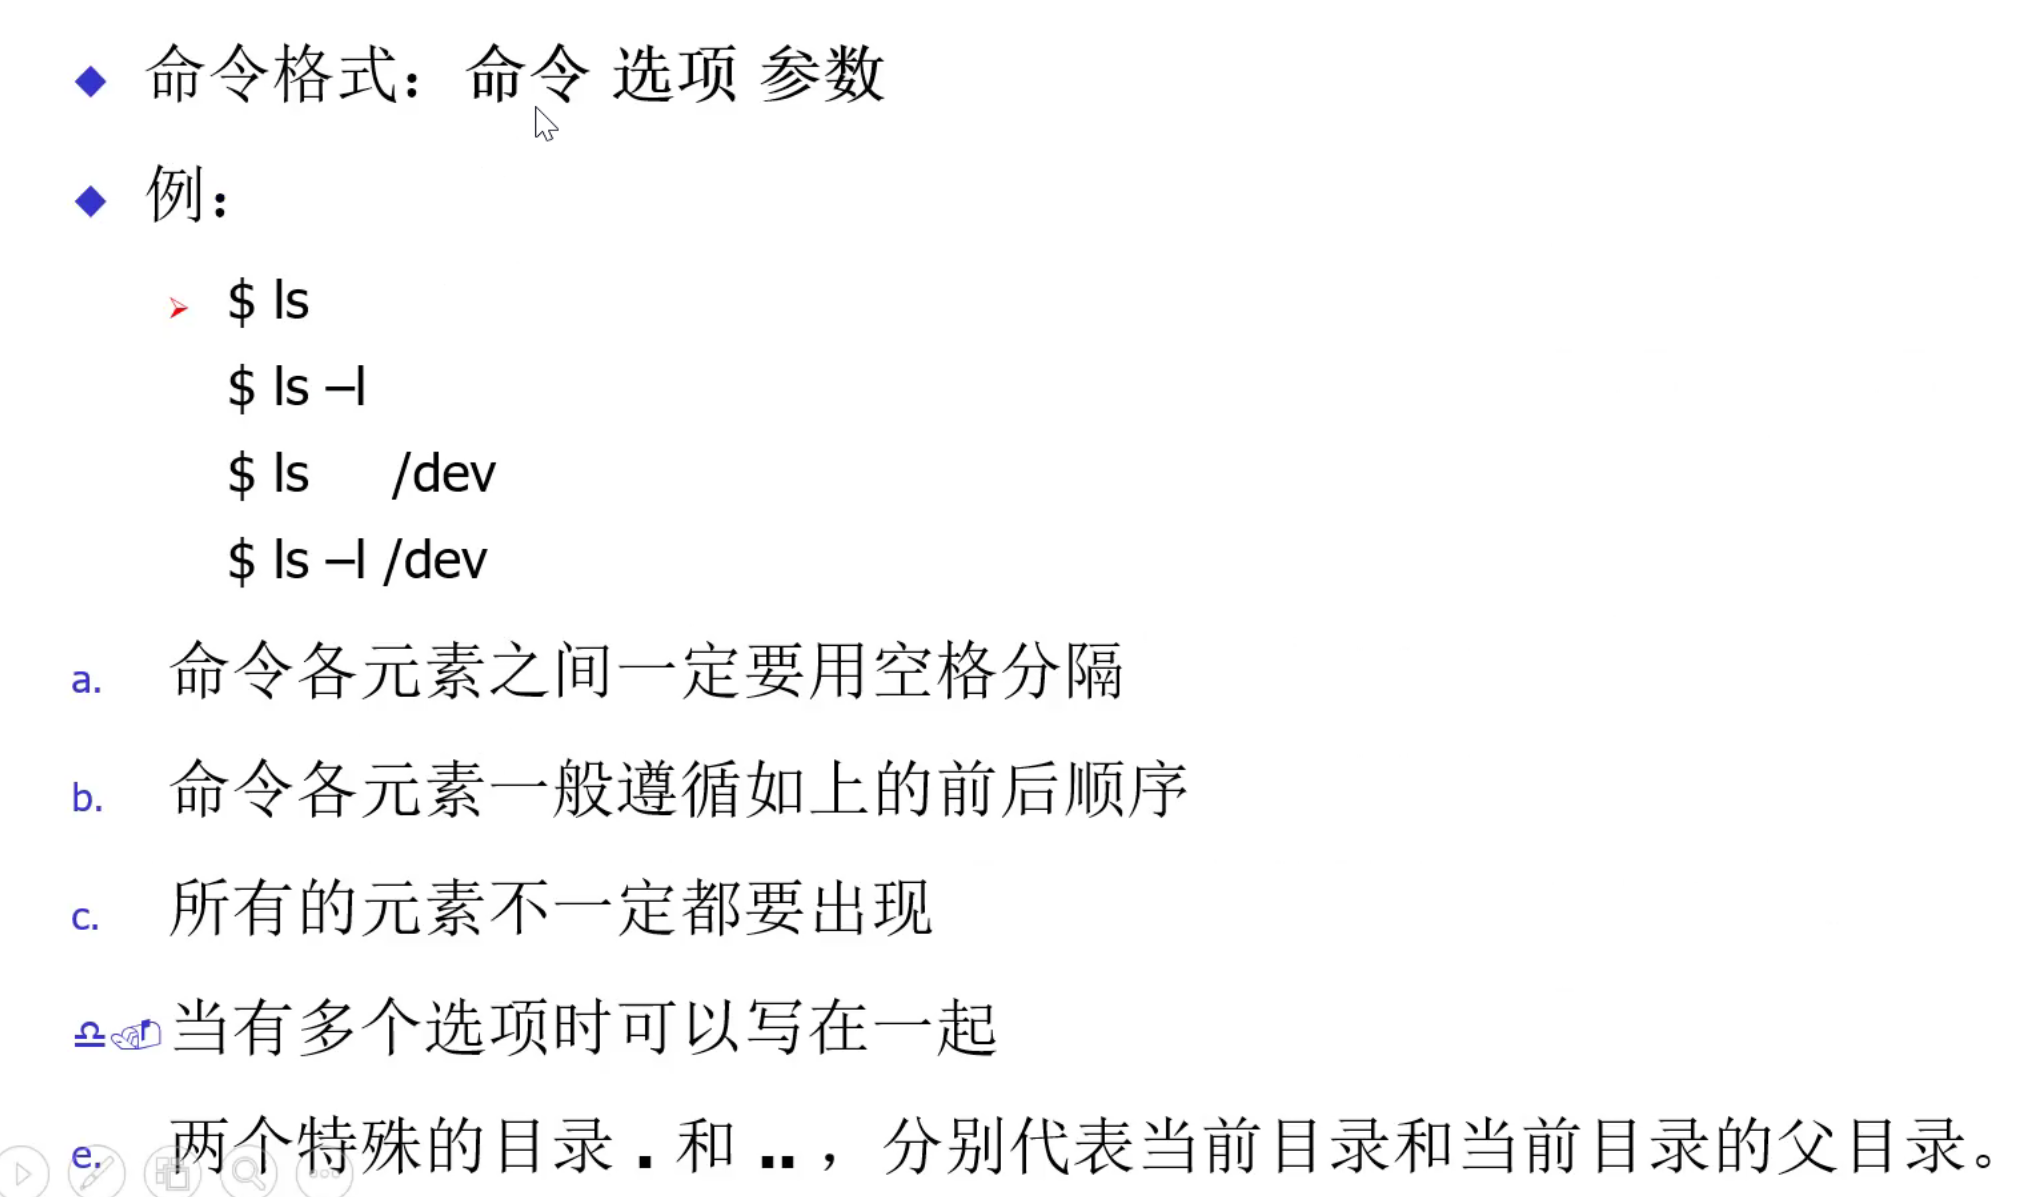 命令格式：命令 选项 参数
例：
$ ls
$ ls –l
$ ls /dev
$ ls –l /dev
a. 命令各元素之间一定要用空格分隔
b. 命令各元素一般遵循如上的前后顺序
c. 所有的元素不一定都要出现
当有多个选项时可以写在一起
e. 两个特殊的目录 . 和 .. ，分别代表当前目录和当前目录的父目录。